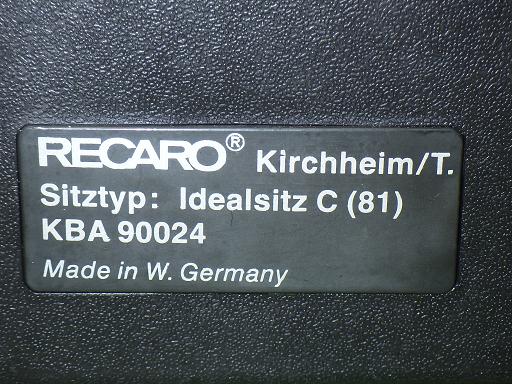 RECARO® Kirchheim/T.
Sitztyp: Idealsitz C (81)
KBA 90024
Made in W. Germany